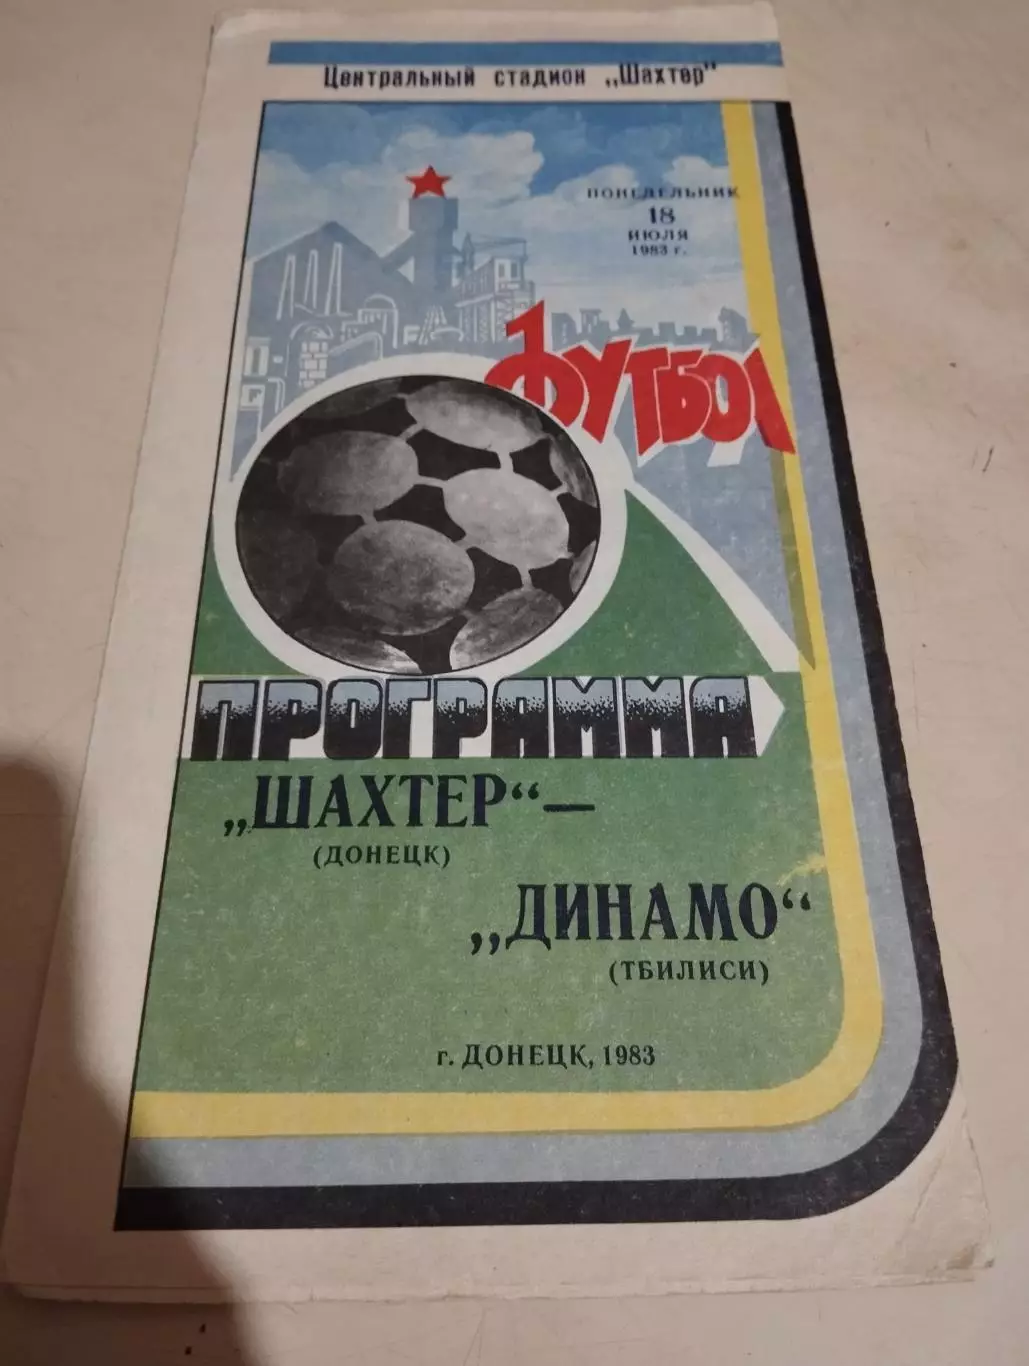 Центральный стадион „Шахтер"
ПОНЕДЕЛЬНИК
18
ИЮЛЯ
1983 г.
ФУТБОЛ
ПРОГРАММА
„ШАХТЕР“ —
(ДОНЕЦК)
„ДИНАМО“
(ТБИЛИСИ)
г. ДОНЕЦК, 1983